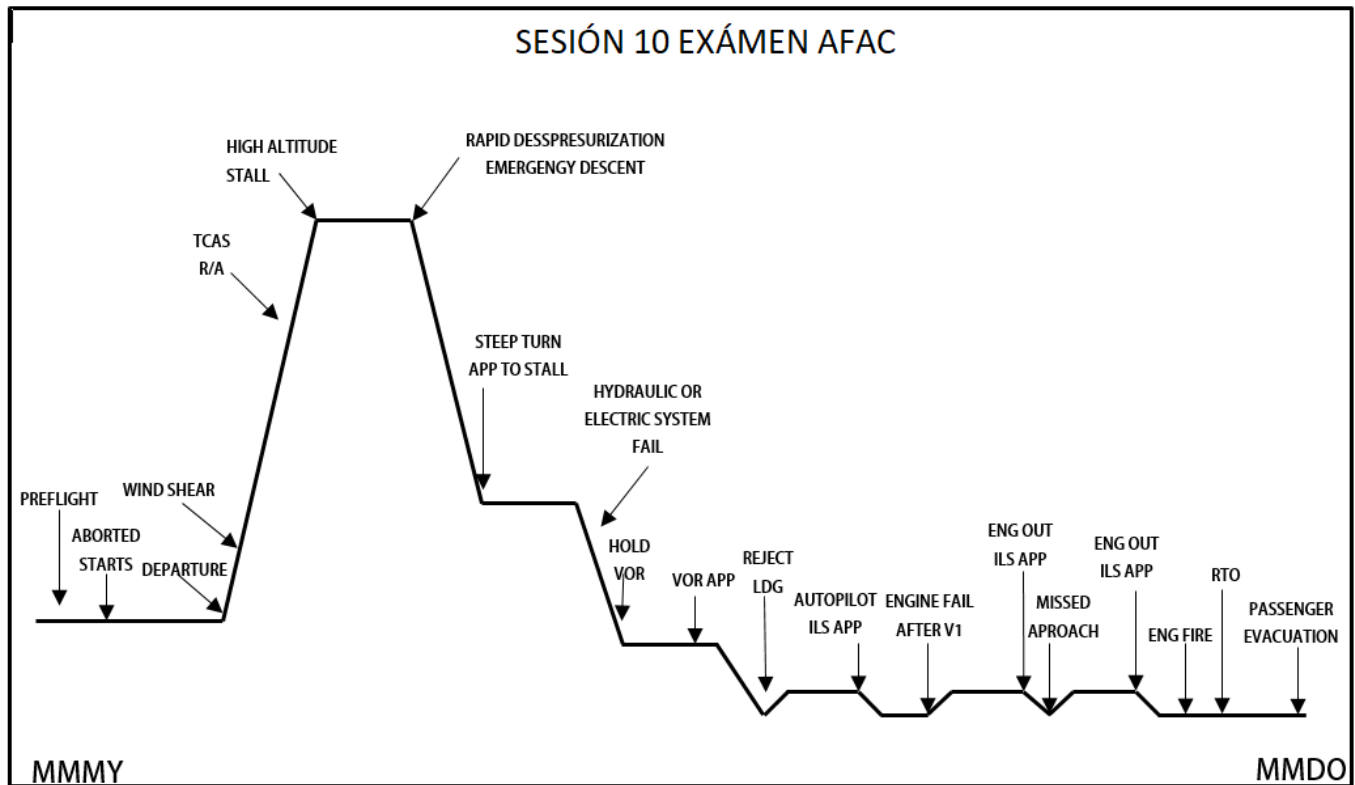 SESIÓN 10 EXÁMEN AFAC
HIGH ALTITUDE
STALL
RAPID DESSPRESURIZATION
EMERGENGY DESCENT
TCAS
R/A
STEEP TURN
APP TO STALL
HYDRAULIC OR
ELECTRIC SYSTEM
FAIL
PREFLIGHT
WIND SHEAR
ABORTED
STARTS
DEPARTURE
HOLD
VOR
VOR APP
REJECT
LDG
AUTOPILOT
ILS APP
ENGINE FAIL
AFTER V1
ENG OUT
ILS APP
MISSED
APROACH
ENG OUT
ILS APP
ENG FIRE
RTO
PASSENGER
EVACUATION
MMMY
MMDO